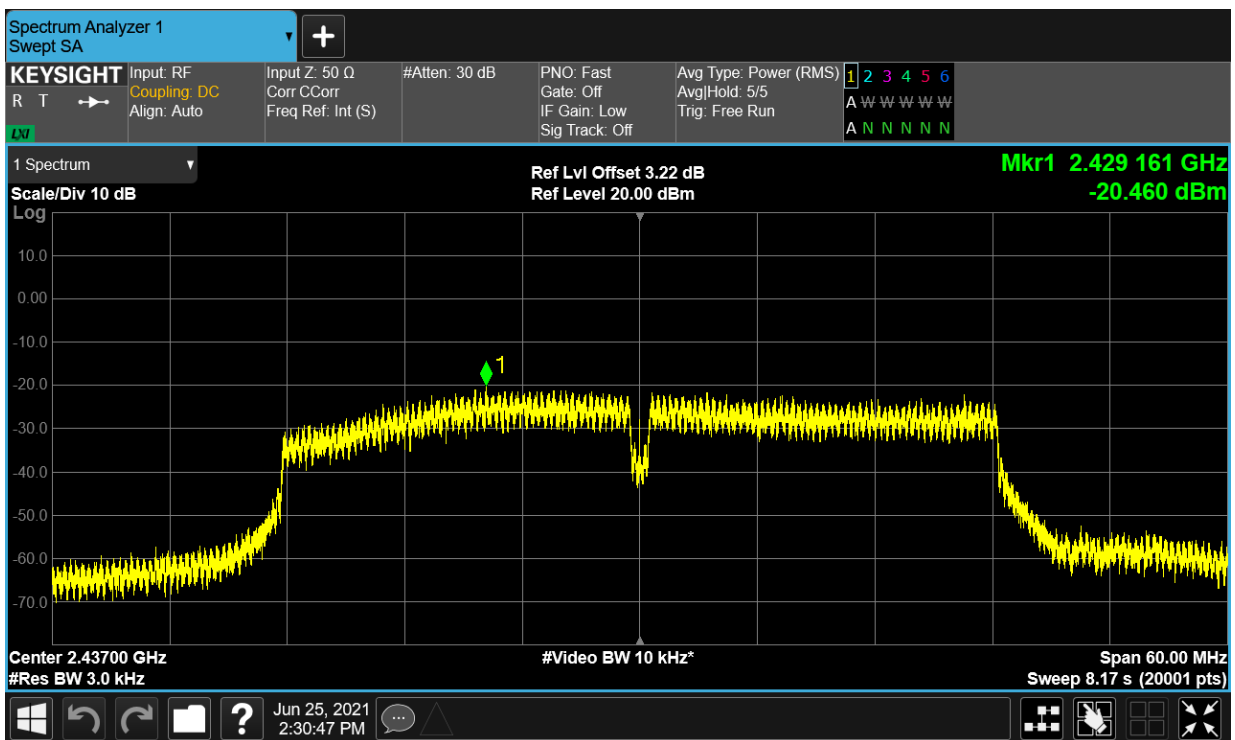 Spectrum Analyzer 1
Swept SA
+
KEYSIGHT
R T
LXI
Input: RF
Coupling: DC
Align: Auto
Input Z: 50 Ω
Corr CCorr
Freq Ref: Int (S)
#Atten: 30 dB
PNO: Fast
Gate: Off
IF Gain: Low
Sig Track: Off
Avg Type: Power (RMS)
Avg|Hold: 5/5
Trig: Free Run
1 2 3 4 5 6
A W W W W W
A N N N N N
1 Spectrum
Scale/Div 10 dB
Log
Ref Lvl Offset 3.22 dB
Ref Level 20.00 dBm
Mkr1 2.429 161 GHz
-20.460 dBm
10.0
0.00
-10.0
1
-20.0
-30.0
-40.0
-50.0
-60.0
-70.0
Center 2.43700 GHz
#Res BW 3.0 kHz
#Video BW 10 kHz*
Span 60.00 MHz
Sweep 8.17 s (20001 pts)
?
Jun 25, 2021
2:30:47 PM